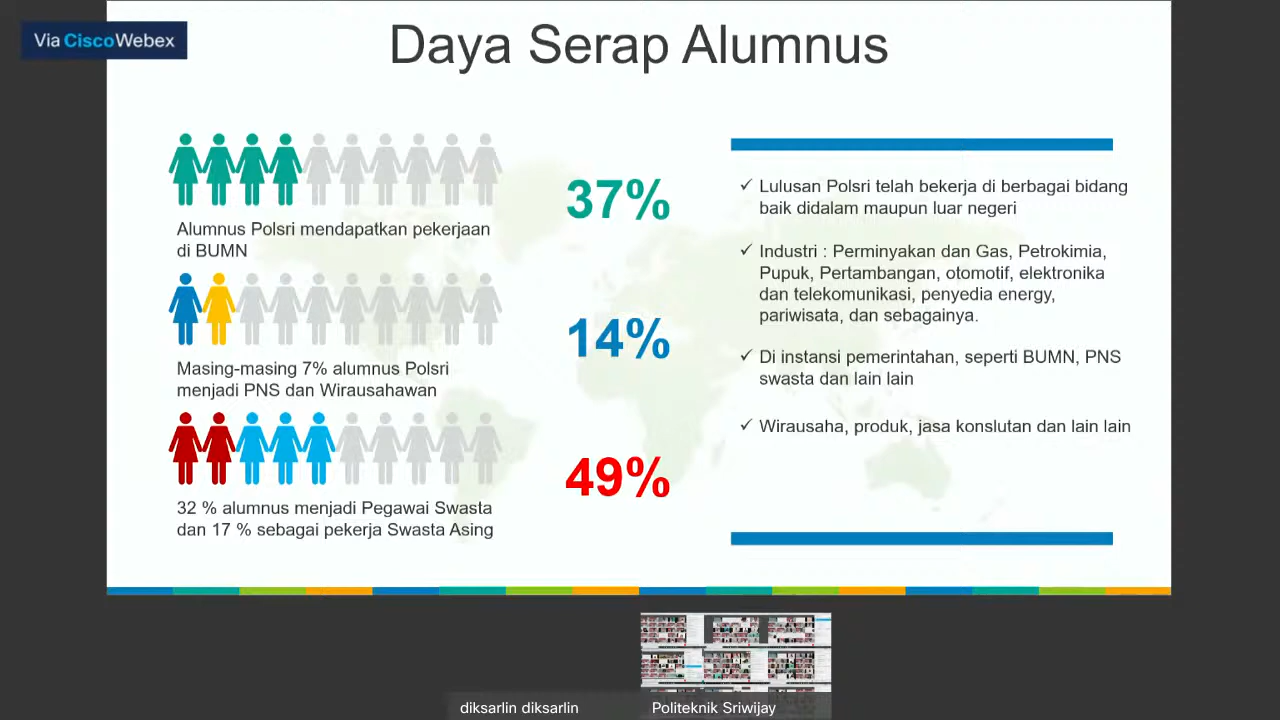 Via CiscoWebex
Daya Serap Alumnus
Alumnus Polsri mendapatkan pekerjaan
di BUMN
37%
Masing-masing 7% alumnus Polsri
menjadi PNS dan Wirausahawan
14%
32 % alumnus menjadi Pegawai Swasta
dan 17 % sebagai pekerja Swasta Asing
49%
✓ Lulusan Polsri telah bekerja di berbagai bidang
baik didalam maupun luar negeri
✓ Industri : Perminyakan dan Gas, Petrokimia,
Pupuk, Pertambangan, otomotif, elektronika
dan telekomunikasi, penyedia energy,
pariwisata, dan sebagainya.
✓ Di instansi pemerintahan, seperti BUMN, PNS
swasta dan lain lain
✓ Wirausaha, produk, jasa konslutan dan lain lain
diksarlin diksarlin
Politeknik Sriwijay